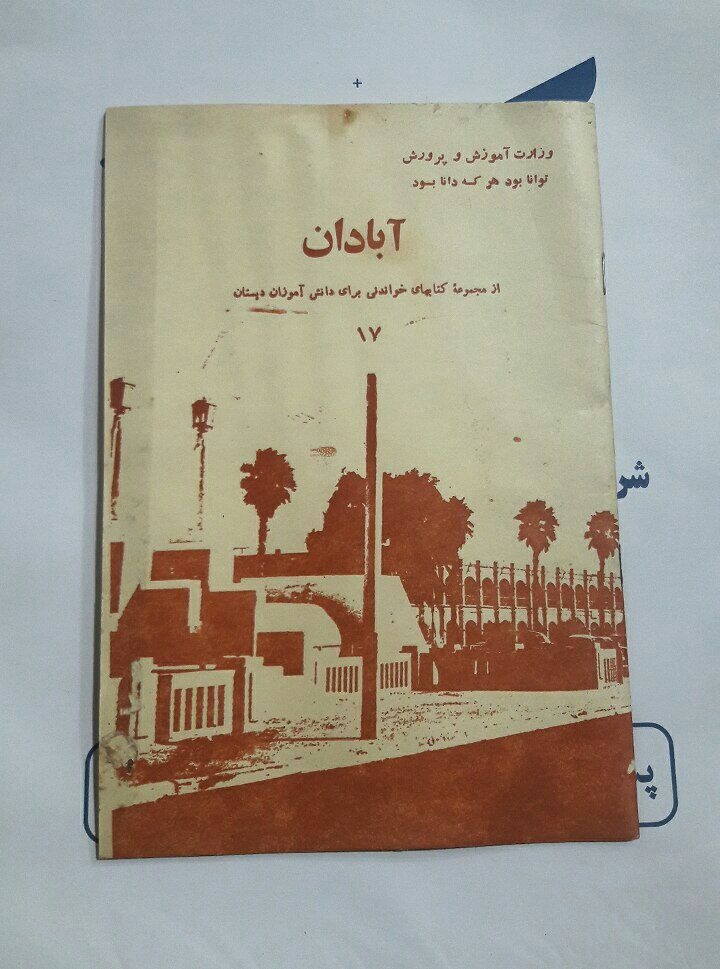 وزارت آموزش و پرورش
توانا بود هر که دانا بود
آبادان
از مجموعهٔ کتابهای خواندنی برای دانش آموزان دبستان
۱۷